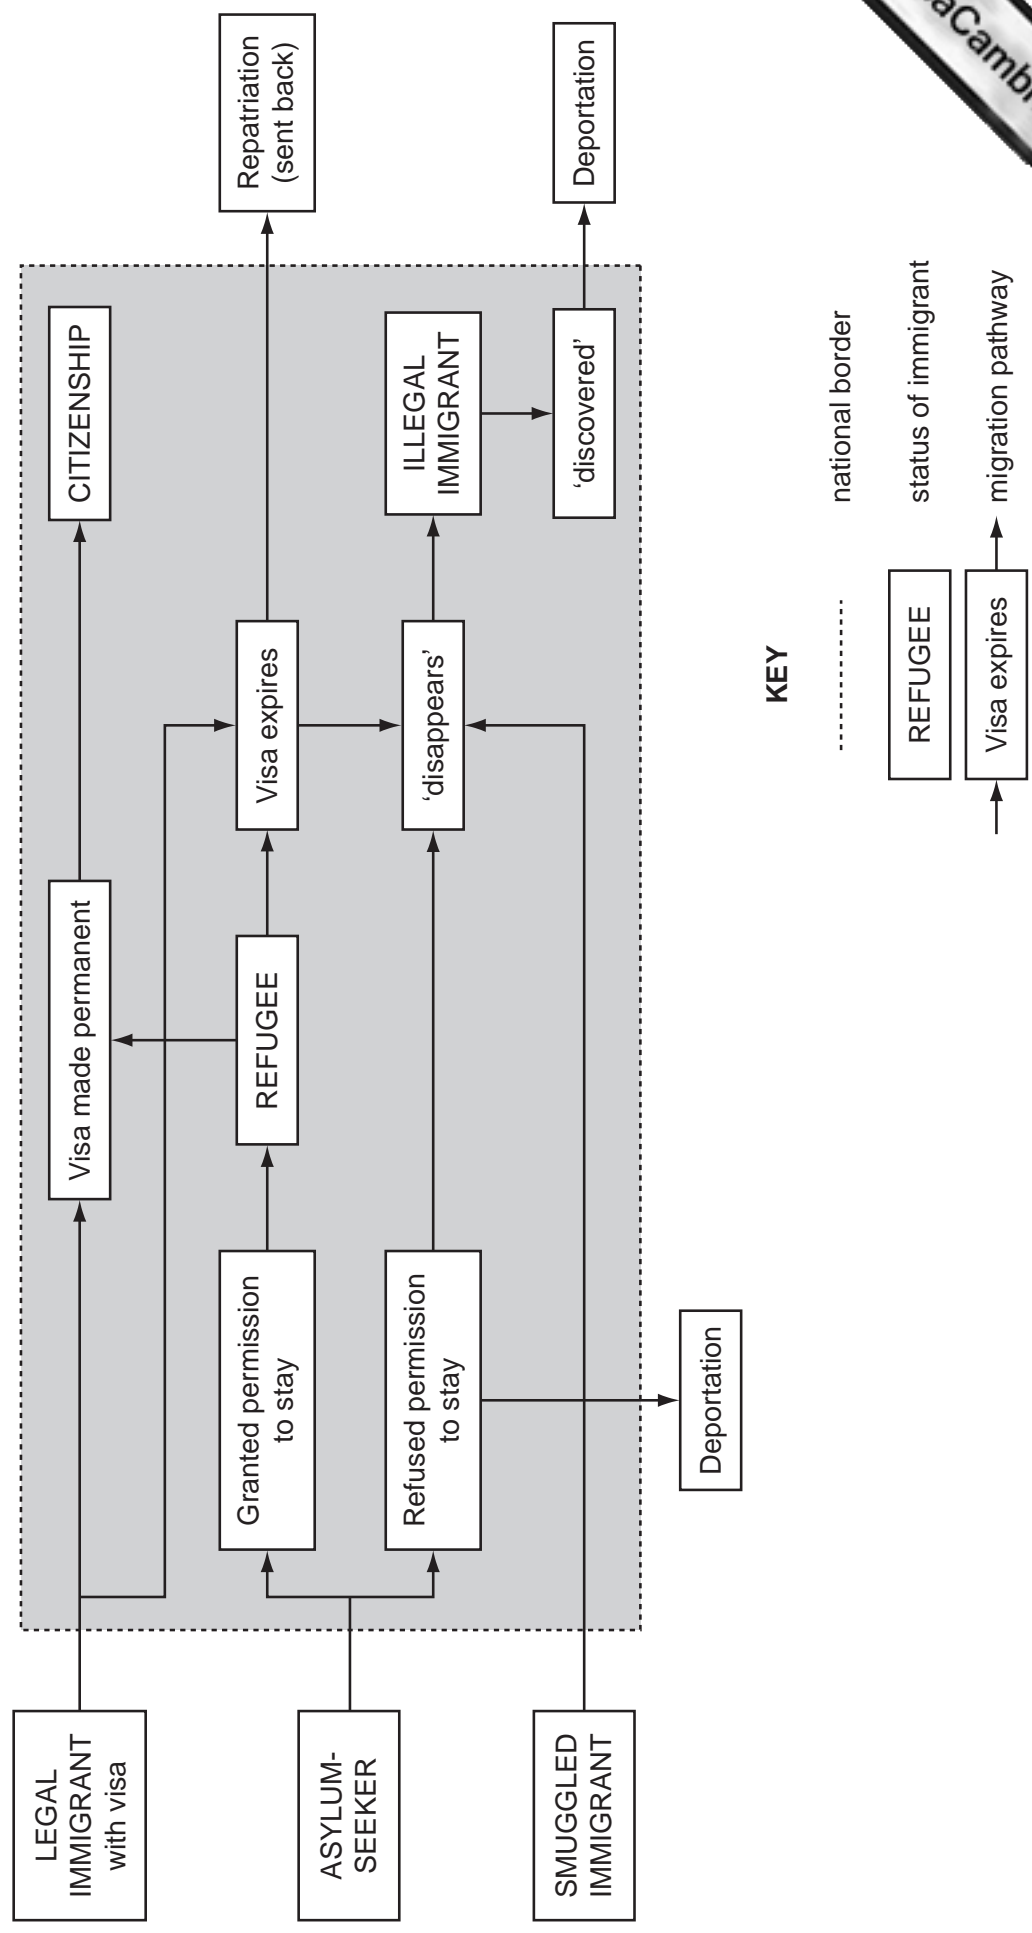 LEGAL
IMMIGRANT
with visa
Visa made permanent
CITIZENSHIP
ASYLUM-
SEEKER
Granted permission
to stay
REFUGEE
Visa expires
Repatriation
(sent back)
Refused permission
to stay
'disappears'
ILLEGAL
IMMIGRANT
SMUGGLED
IMMIGRANT
'discovered'
Deportation
Deportation
KEY
national border
REFUGEE
status of immigrant
Visa expires
migration pathway